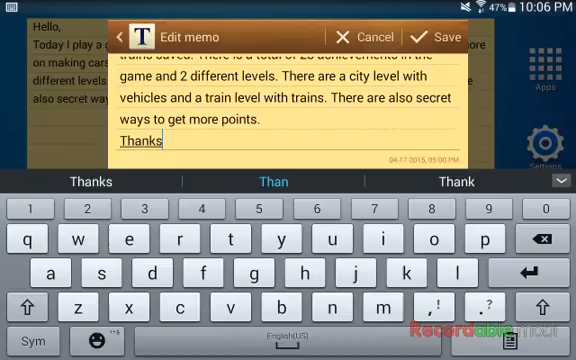 47% 10:06 PM
Hello,
Today I play a g
on making cars
different levels.
also secret way
ore
Apps
Settings
Edit memo
Cancel
Save
trains saved. There is a total of 25 achievements in the
game and 2 different levels. There are a city level with
vehicles and a train level with trains. There are also secret
ways to get more points.
Thanks
04-17-2015, 05:00 PM
Thanks Than Thank
1 2 3 4 5 6 7 8 9 0
q w e r t y u i o p
a s d f g h j k l
z x c v b n m ,! .?
Sym English(US)
Recordable.mobi